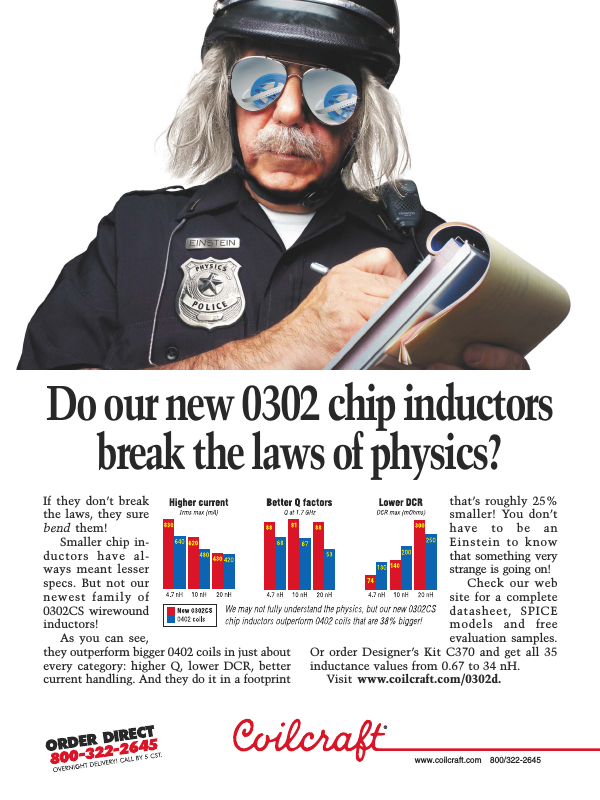 EINSTEIN
PHYSICS
POLICE
Do our new 0302 chip inductors
break the laws of physics?
If they don't break
the laws, they sure
bend them!
Smaller chip in-
ductors have al-
ways meant lesser
specs. But not our
newest family of
0302CS wirewound
inductors!
As you can see,
they outperform bigger 0402 coils in just about
every category: higher Q, lower DCR, better
current handling. And they do it in a footprint
Higher current
Irms max (mA)
830
640
620
480
430
420
4.7 nH
10 nH
20 nH
Better Q factors
Q at 1.7 GHz
88
68
91
67
88
53
4.7 nH
10 nH
20 nH
Lower DCR
DCR max (mOhms)
74
130
140
200
300
250
4.7 nH
10 nH
20 nH
New 0302CS
0402 coils
We may not fully understand the physics, but our new 0302CS
chip inductors outperform 0402 coils that are 38% bigger!
that's roughly 25%
smaller! You don't
have to be an
Einstein to know
that something very
strange is going on!
Check our web
site for a complete
datasheet, SPICE
models and free
evaluation samples.
Or order Designer's Kit C370 and get all 35
inductance values from 0.67 to 34 nH.
Visit www.coilcraft.com/0302d.
ORDER DIRECT
800-322-2645
OVERNIGHT DELIVERY! CALL BY 5 CST.
Coilcraft®
www.coilcraft.com 800/322-2645